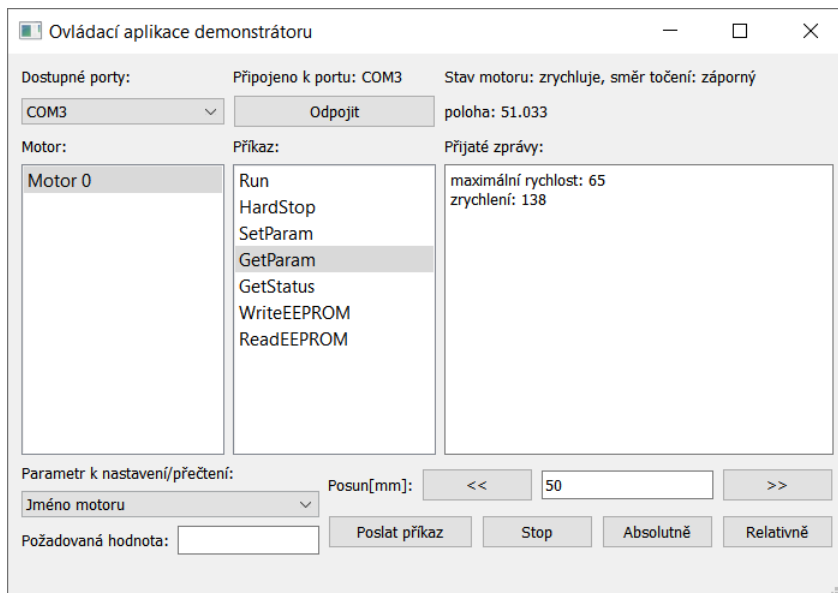 Ovládací aplikace demonstrátoru
Dostupné porty:
Připojeno k portu: COM3
Stav motoru: zrychluje, směr točení: záporný
COM3
Odpojit
poloha: 51.033
Motor:
Příkaz:
Přijaté zprávy:
Motor 0
Run
HardStop
SetParam
GetParam
GetStatus
WriteEEPROM
ReadEEPROM
maximální rychlost: 65
zrychlení: 138
Parametr k nastavení/přečtení:
Jméno motoru
Požadovaná hodnota:
Posun[mm]:
<<
50
>>
Poslat příkaz
Stop
Absolutně
Relativně